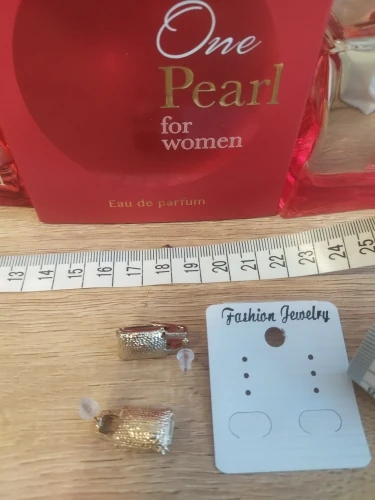 One
Pearl
for
women
Eau de parfum
13 14 15 16 17 18 19 20 21 22 23 24 25
Fashion Jewelry